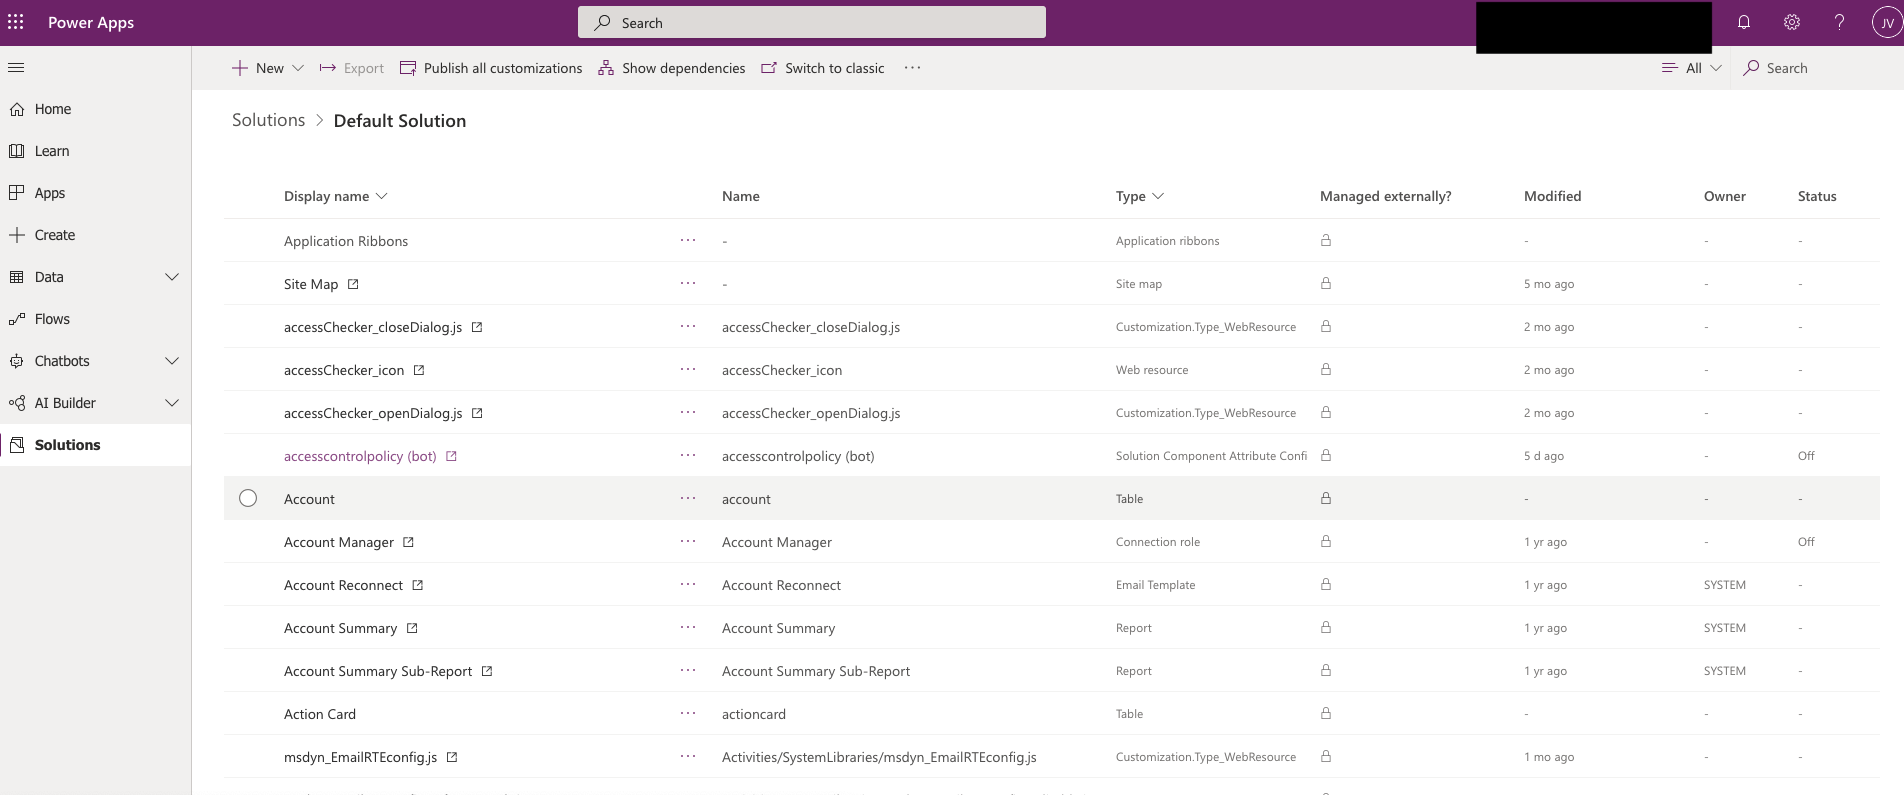 Power Apps
Search
JV
New
Export
Publish all customizations
Show dependencies
Switch to classic
···
All
Search
Home
Learn
Apps
Create
Data
Flows
Chatbots
AI Builder
Solutions
Solutions > Default Solution
Display name Name Type Managed externally? Modified Owner Status
Application Ribbons ··· - Application ribbons - - -
Site Map ··· - Site map 5 mo ago - -
accessChecker_closeDialog.js ··· accessChecker_closeDialog.js Customization.Type_WebResource 2 mo ago - -
accessChecker_icon ··· accessChecker_icon Web resource 2 mo ago - -
accessChecker_openDialog.js ··· accessChecker_openDialog.js Customization.Type_WebResource 2 mo ago - -
accesscontrolpolicy (bot) ··· accesscontrolpolicy (bot) Solution Component Attribute Confi 5 d ago - Off
Account ··· account Table - - -
Account Manager ··· Account Manager Connection role 1 yr ago - Off
Account Reconnect ··· Account Reconnect Email Template 1 yr ago SYSTEM -
Account Summary ··· Account Summary Report 1 yr ago SYSTEM -
Account Summary Sub-Report ··· Account Summary Sub-Report Report 1 yr ago SYSTEM -
Action Card ··· actioncard Table - - -
msdyn_EmailRTEconfig.js ··· Activities/SystemLibraries/msdyn_EmailRTEconfig.js Customization.Type_WebResource 1 mo ago - -